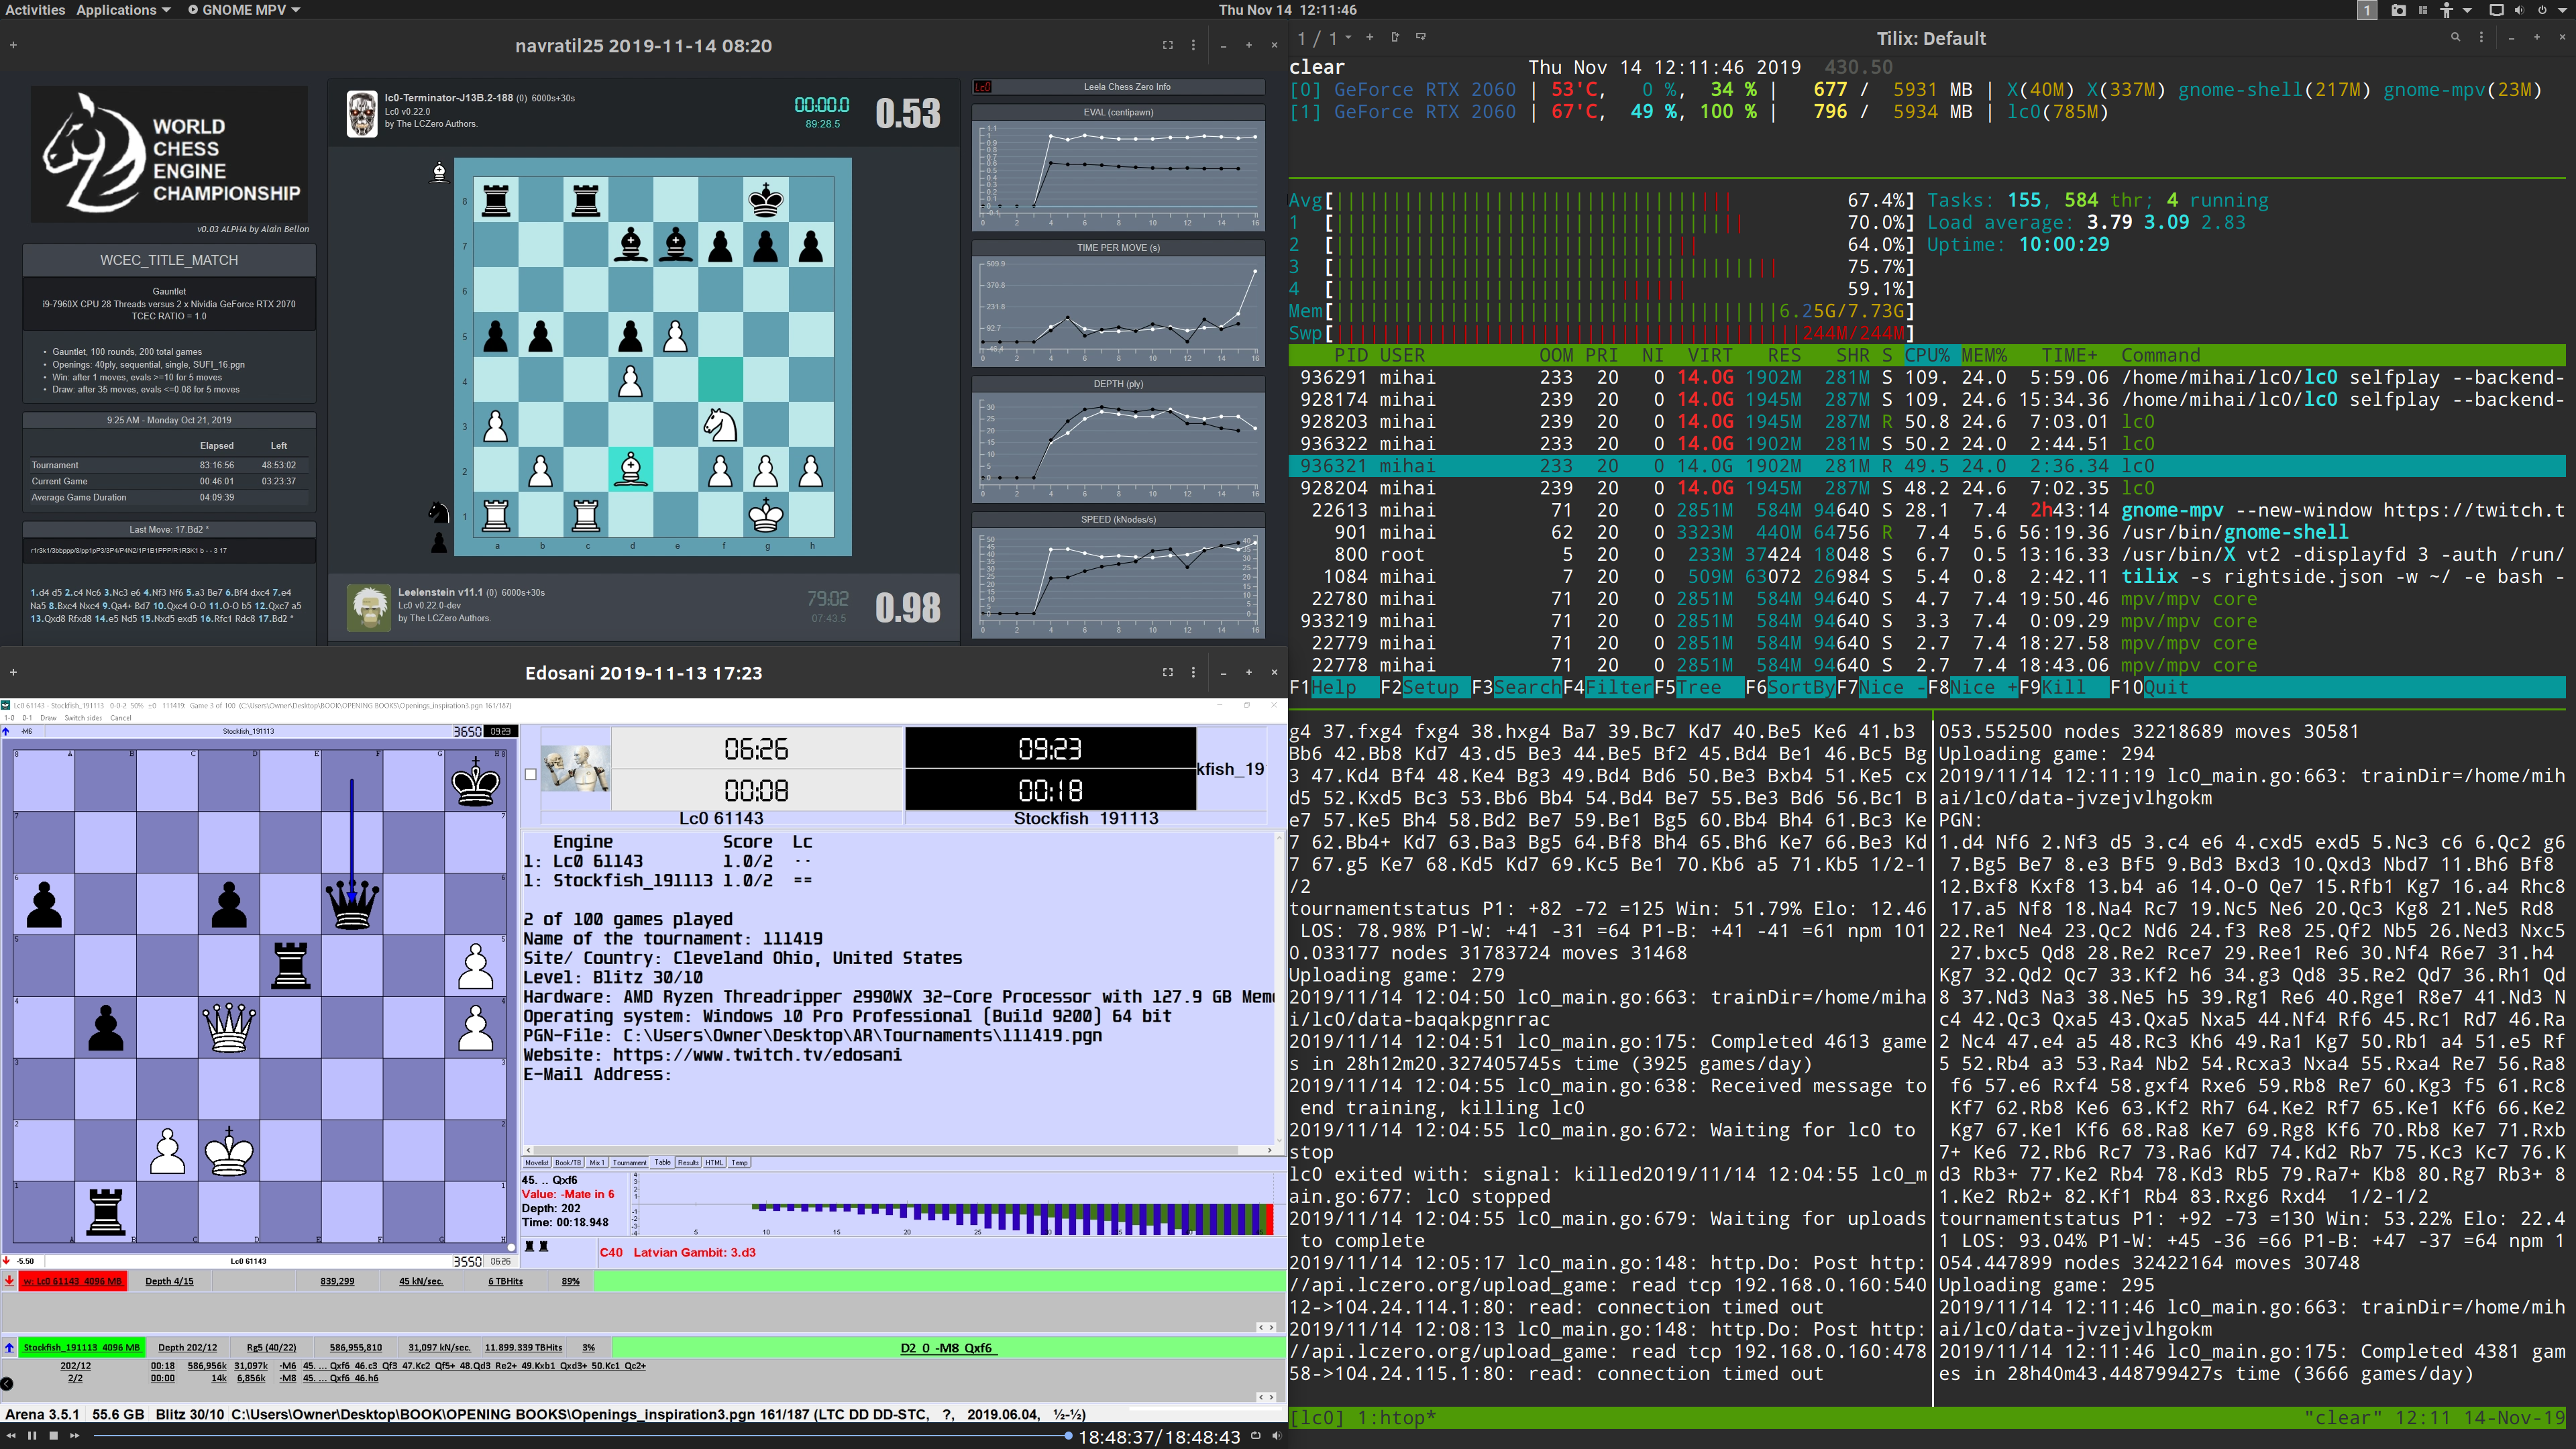 Activities Applications GNOME MPV
Thu Nov 14 12:11:46
1
navratil25 2019-11-14 08:20
WORLD
CHESS
ENGINE
CHAMPIONSHIP
v0.03 ALPHA by Alain Bellon
WCEC_TITLE_MATCH
Gauntlet
i9-7960X CPU 28 Threads versus 2 x Nividia GeForce RTX 2070
TCEC RATIO = 1.0
• Gauntlet, 100 rounds, 200 total games
• Openings: 40ply, sequential, single, SUFI_16.pgn
• Win: after 1 moves, evals >=10 for 5 moves
• Draw: after 35 moves, evals <=0.08 for 5 moves
9:25 AM - Monday Oct 21, 2019
Elapsed Left
Tournament 83:16:56 48:53:02
Current Game 00:46:01 03:23:37
Average Game Duration 04:09:39
Last Move: 17.Bd2 *
r1r3k1/3bbppp/8/pp1pP3/3P4/P4N2/1P1B1PPP/R1R3K1 b - - 3 17
1.d4 d5 2.c4 Nc6 3.Nc3 e6 4.Nf3 Nf6 5.a3 Be7 6.Bf4 dxc4 7.e4
Na5 8.Bxc4 Nxc4 9.Qa4+ Bd7 10.Qxc4 O-O 11.O-O b5 12.Qxc7 a5
13.Qxd8 Rfxd8 14.e5 Nd5 15.Nxd5 exd5 16.Rfc1 Rdc8 17.Bd2 *
lc0-Terminator-J13B.2-188 (0) 6000s+30s
Lc0 v0.22.0
by The LCZero Authors.
00:00.0
89:28.5
0.53
8
7
6
5
4
3
2
1
a b c d e f g h
Leelenstein v11.1 (0) 6000s+30s
Lc0 v0.22.0-dev
by The LCZero Authors.
79:02
07:43.5
0.98
Lc0
Leela Chess Zero Info
EVAL (centipawn)
TIME PER MOVE (s)
509.9
370.8
231.8
92.7
-46.4
DEPTH (ply)
SPEED (kNodes/s)
Edosani 2019-11-13 17:23
Lc0 61143 - Stockfish_191113 0-0-2 50% ±0 111419: Game 3 of 100 (C:\Users\Owner\Desktop\BOOK\OPENING BOOKS\Openings_inspiration3.pgn 161/187)
1-0 0-1 Draw Switch sides Cancel
-M6 Stockfish_191113 3650 09:23
-5.50 Lc0 61143 3550 06:26
06:26 09:23
00:08 00:18
kfish_19
Lc0 61143 Stockfish 191113
Engine Score Lc
1: Lc0 61143 1.0/2 --
1: Stockfish_191113 1.0/2 ==
2 of 100 games played
Name of the tournament: 111419
Site/ Country: Cleveland Ohio, United States
Level: Blitz 30/10
Hardware: AMD Ryzen Threadripper 2990WX 32-Core Processor with 127.9 GB Mem
Operating system: Windows 10 Pro Professional (Build 9200) 64 bit
PGN-File: C:\Users\Owner\Desktop\AR\Tournaments\111419.pgn
Website: https://www.twitch.tv/edosani
E-Mail Address:
Movelist Book/TB Mix 1 Tournament Table Results HTML Temp
45. .. Qxf6
Value: -Mate in 6
Depth: 202
Time: 00:18.948
C40 Latvian Gambit: 3.d3
w: Lc0 61143 4096 MB Depth 4/15 839,299 45 kN/sec. 6 TBHits 89%
Stockfish_191113 4096 MB Depth 202/12 Rg5 (40/22) 586,955,810 31,097 kN/sec. 11.899.339 TBHits 3% D2 0 -M8 Qxf6
202/12 00:18 586,956k 31,097k -M6 45. ... Qxf6 46.c3 Qf3 47.Kc2 Qf5+ 48.Qd3 Re2+ 49.Kxb1 Qxd3+ 50.Kc1 Qc2+
2/2 00:00 14k 6,856k -M8 45. ... Qxf6 46.h6
Arena 3.5.1 55.6 GB Blitz 30/10 C:\Users\Owner\Desktop\BOOK\OPENING BOOKS\Openings_inspiration3.pgn 161/187 (LTC DD DD-STC, ?, 2019.06.04, ½-½)
18:48:37/18:48:43
1 / 1 Tilix: Default
clear Thu Nov 14 12:11:46 2019 430.50
[0] GeForce RTX 2060 | 53'C, 0 %, 34 % | 677 / 5931 MB | X(40M) X(337M) gnome-shell(217M) gnome-mpv(23M)
[1] GeForce RTX 2060 | 67'C, 49 %, 100 % | 796 / 5934 MB | lc0(785M)
Avg[ 67.4%] Tasks: 155, 584 thr; 4 running
1 [ 70.0%] Load average: 3.79 3.09 2.83
2 [ 64.0%] Uptime: 10:00:29
3 [ 75.7%]
4 [ 59.1%]
Mem[ 6.25G/7.73G]
Swp[ 244M/244M]
PID USER OOM PRI NI VIRT RES SHR S CPU% MEM% TIME+ Command
936291 mihai 233 20 0 14.0G 1902M 281M S 109. 24.0 5:59.06 /home/mihai/lc0/lc0 selfplay --backend-
928174 mihai 239 20 0 14.0G 1945M 287M S 109. 24.6 15:34.36 /home/mihai/lc0/lc0 selfplay --backend-
928203 mihai 239 20 0 14.0G 1945M 287M R 50.8 24.6 7:03.01 lc0
936322 mihai 233 20 0 14.0G 1902M 281M S 50.2 24.0 2:44.51 lc0
936321 mihai 233 20 0 14.0G 1902M 281M R 49.5 24.0 2:36.34 lc0
928204 mihai 239 20 0 14.0G 1945M 287M S 48.2 24.6 7:02.35 lc0
22613 mihai 71 20 0 2851M 584M 94640 S 28.1 7.4 2h43:14 gnome-mpv --new-window https://twitch.t
901 mihai 62 20 0 3323M 440M 64756 R 7.4 5.6 56:19.36 /usr/bin/gnome-shell
800 root 5 20 0 233M 37424 18048 S 6.7 0.5 13:16.33 /usr/bin/X vt2 -displayfd 3 -auth /run/
1084 mihai 7 20 0 509M 63072 26984 S 5.4 0.8 2:42.11 tilix -s rightside.json -w ~/ -e bash -
22780 mihai 71 20 0 2851M 584M 94640 S 4.7 7.4 19:50.46 mpv/mpv core
933219 mihai 71 20 0 2851M 584M 94640 S 3.3 7.4 0:09.29 mpv/mpv core
22779 mihai 71 20 0 2851M 584M 94640 S 2.7 7.4 18:27.58 mpv/mpv core
22778 mihai 71 20 0 2851M 584M 94640 S 2.7 7.4 18:43.06 mpv/mpv core
F1Help F2Setup F3SearchF4FilterF5Tree F6SortByF7Nice -F8Nice +F9Kill F10Quit
g4 37.fxg4 fxg4 38.hxg4 Ba7 39.Bc7 Kd7 40.Be5 Ke6 41.b3
Bb6 42.Bb8 Kd7 43.d5 Be3 44.Be5 Bf2 45.Bd4 Be1 46.Bc5 Bg
3 47.Kd4 Bf4 48.Ke4 Bg3 49.Bd4 Bd6 50.Be3 Bxb4 51.Ke5 cx
d5 52.Kxd5 Bc3 53.Bb6 Bb4 54.Bd4 Be7 55.Be3 Bd6 56.Bc1 B
e7 57.Ke5 Bh4 58.Bd2 Be7 59.Be1 Bg5 60.Bb4 Bh4 61.Bc3 Ke
7 62.Bb4+ Kd7 63.Ba3 Bg5 64.Bf8 Bh4 65.Bh6 Ke7 66.Be3 Kd
7 67.g5 Ke7 68.Kd5 Kd7 69.Kc5 Be1 70.Kb6 a5 71.Kb5 1/2-1
/2
tournamentstatus P1: +82 -72 =125 Win: 51.79% Elo: 12.46
LOS: 78.98% P1-W: +41 -31 =64 P1-B: +41 -41 =61 npm 101
0.033177 nodes 31783724 moves 31468
Uploading game: 279
2019/11/14 12:04:50 lc0_main.go:663: trainDir=/home/miha
i/lc0/data-baqakpgnrrac
2019/11/14 12:04:51 lc0_main.go:175: Completed 4613 game
s in 28h12m20.327405745s time (3925 games/day)
2019/11/14 12:04:55 lc0_main.go:638: Received message to
end training, killing lc0
2019/11/14 12:04:55 lc0_main.go:672: Waiting for lc0 to
stop
lc0 exited with: signal: killed2019/11/14 12:04:55 lc0_m
ain.go:677: lc0 stopped
2019/11/14 12:04:55 lc0_main.go:679: Waiting for uploads
to complete
2019/11/14 12:05:17 lc0_main.go:148: http.Do: Post http:
//api.lczero.org/upload_game: read tcp 192.168.0.160:540
12->104.24.114.1:80: read: connection timed out
2019/11/14 12:08:13 lc0_main.go:148: http.Do: Post http:
//api.lczero.org/upload_game: read tcp 192.168.0.160:478
58->104.24.115.1:80: read: connection timed out
053.552500 nodes 32218689 moves 30581
Uploading game: 294
2019/11/14 12:11:19 lc0_main.go:663: trainDir=/home/mih
ai/lc0/data-jvzejvlhgokm
PGN:
1.d4 Nf6 2.Nf3 d5 3.c4 e6 4.cxd5 exd5 5.Nc3 c6 6.Qc2 g6
7.Bg5 Be7 8.e3 Bf5 9.Bd3 Bxd3 10.Qxd3 Nbd7 11.Bh6 Bf8
12.Bxf8 Kxf8 13.b4 a6 14.O-O Qe7 15.Rfb1 Kg7 16.a4 Rhc8
17.a5 Nf8 18.Na4 Rc7 19.Nc5 Ne6 20.Qc3 Kg8 21.Ne5 Rd8
22.Re1 Ne4 23.Qc2 Nd6 24.f3 Re8 25.Qf2 Nb5 26.Ned3 Nxc5
27.bxc5 Qd8 28.Re2 Rce7 29.Ree1 Re6 30.Nf4 R6e7 31.h4
Kg7 32.Qd2 Qc7 33.Kf2 h6 34.g3 Qd8 35.Re2 Qd7 36.Rh1 Qd
8 37.Nd3 Na3 38.Ne5 h5 39.Rg1 Re6 40.Rge1 R8e7 41.Nd3 N
c4 42.Qc3 Qxa5 43.Qxa5 Nxa5 44.Nf4 Rf6 45.Rc1 Rd7 46.Ra
2 Nc4 47.e4 a5 48.Rc3 Kh6 49.Ra1 Kg7 50.Rb1 a4 51.e5 Rf
5 52.Rb4 a3 53.Ra4 Nb2 54.Rcxa3 Nxa4 55.Rxa4 Re7 56.Ra8
f6 57.e6 Rxf4 58.gxf4 Rxe6 59.Rb8 Re7 60.Kg3 f5 61.Rc8
Kf7 62.Rb8 Ke6 63.Kf2 Rh7 64.Ke2 Rf7 65.Ke1 Kf6 66.Ke2
Kg7 67.Ke1 Kf6 68.Ra8 Ke7 69.Rg8 Kf6 70.Rb8 Ke7 71.Rxb
7+ Ke6 72.Rb6 Rc7 73.Ra6 Kd7 74.Kd2 Rb7 75.Kc3 Kc7 76.K
d3 Rb3+ 77.Ke2 Rb4 78.Kd3 Rb5 79.Ra7+ Kb8 80.Rg7 Rb3+ 8
1.Ke2 Rb2+ 82.Kf1 Rb4 83.Rxg6 Rxd4 1/2-1/2
tournamentstatus P1: +92 -73 =130 Win: 53.22% Elo: 22.4
1 LOS: 93.04% P1-W: +45 -36 =66 P1-B: +47 -37 =64 npm 1
054.447899 nodes 32422164 moves 30748
Uploading game: 295
2019/11/14 12:11:46 lc0_main.go:663: trainDir=/home/mih
ai/lc0/data-jvzejvlhgokm
2019/11/14 12:11:46 lc0_main.go:175: Completed 4381 gam
es in 28h40m43.448799427s time (3666 games/day)
[lc0] 1:htop* "clear" 12:11 14-Nov-19